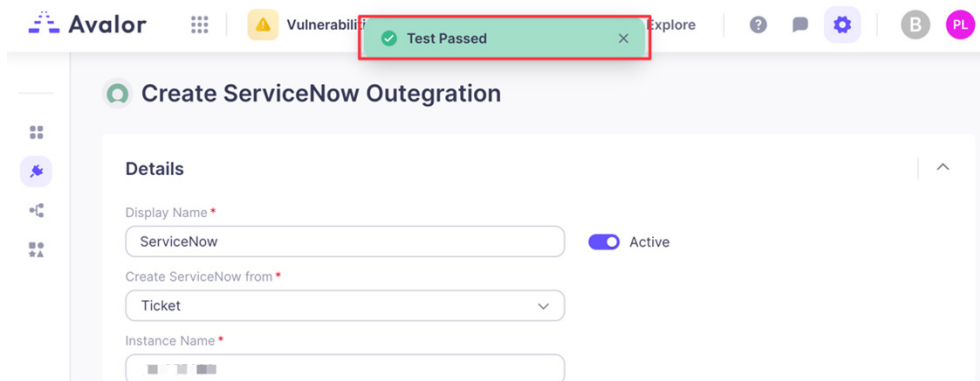 Avalor
Vulnerabiliti
Test Passed
Explore
B
PL
Create ServiceNow Outegration
Details
Display Name*
ServiceNow
Active
Create ServiceNow from*
Ticket
Instance Name*